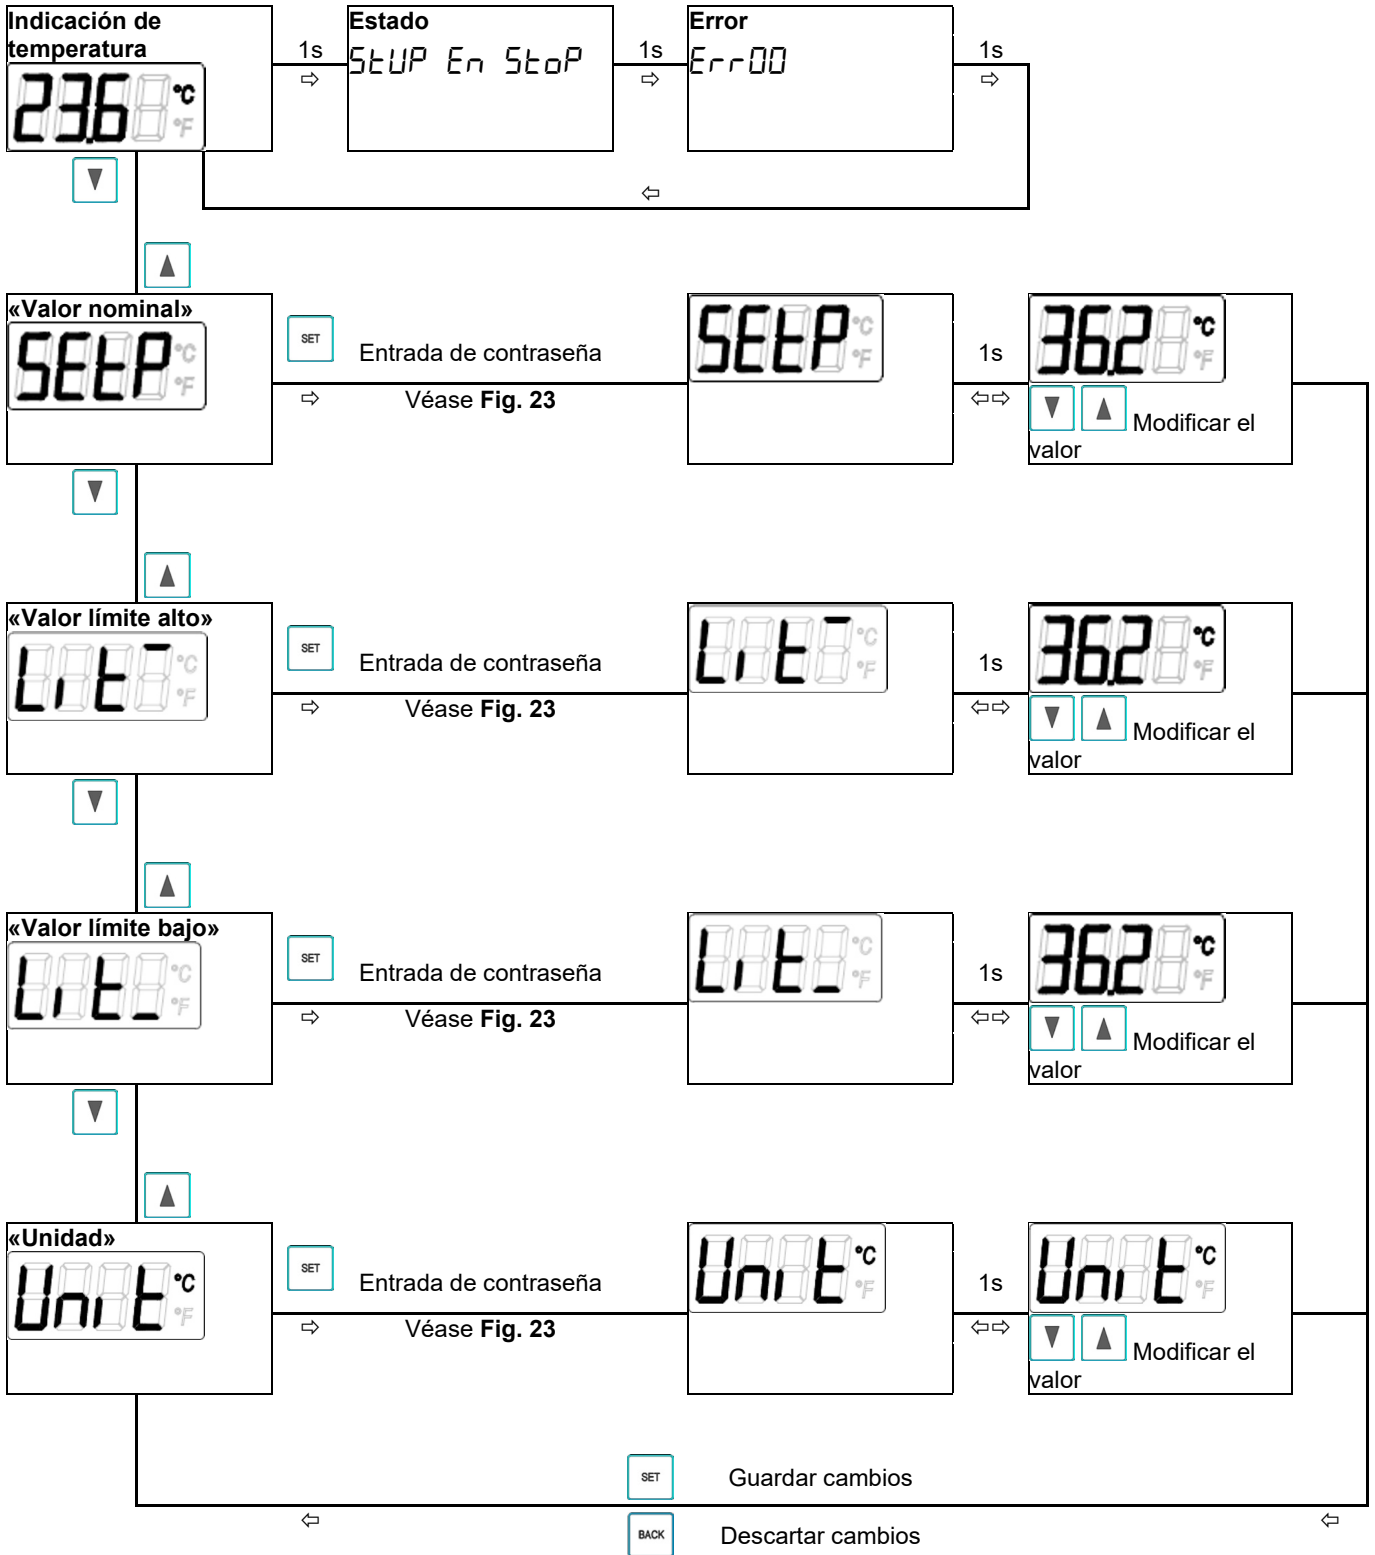 Indicación de
temperatura
23.6 °C
°F
1s
⇨
Estado
StUP En StoP
1s
⇨
Error
Err00
1s
⇨
⇦
«Valor nominal»
SEtP °C
°F
SET
Entrada de contraseña
⇨ Véase Fig. 23
SEtP °C
°F
1s
⇦⇨
36.2 °C
°F
Modificar el
valor
«Valor límite alto»
Lit¯ °C
°F
SET
Entrada de contraseña
⇨ Véase Fig. 23
Lit¯ °C
°F
1s
⇦⇨
36.2 °C
°F
Modificar el
valor
«Valor límite bajo»
Lit_ °C
°F
SET
Entrada de contraseña
⇨ Véase Fig. 23
Lit_ °C
°F
1s
⇦⇨
36.2 °C
°F
Modificar el
valor
«Unidad»
Unit °C
°F
SET
Entrada de contraseña
⇨ Véase Fig. 23
Unit °C
°F
1s
⇦⇨
Unit °C
°F
Modificar el
valor
SET Guardar cambios
⇦ ⇦
BACK Descartar cambios